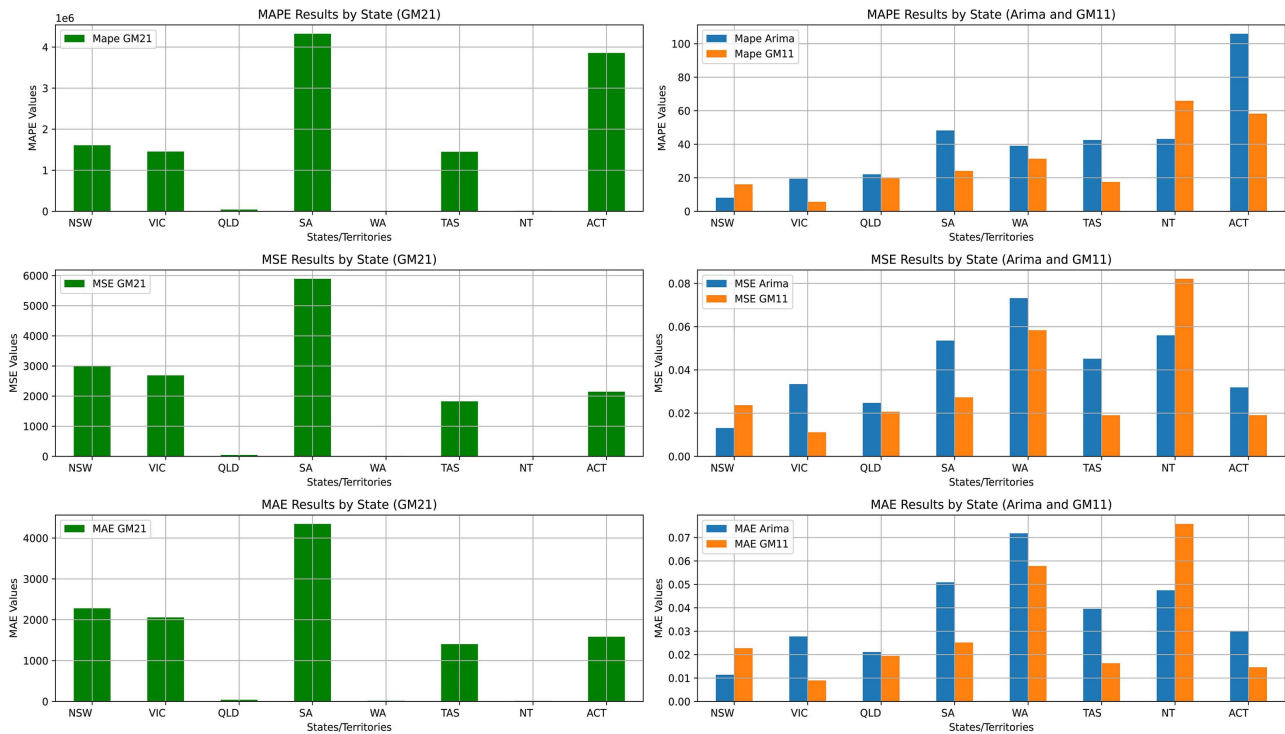 MAPE Results by State (GM21)
1e6
Mape GM21
MAPE Values
4
3
2
1
0
NSW VIC QLD SA WA TAS NT ACT
States/Territories
MAPE Results by State (Arima and GM11)
Mape Arima
Mape GM11
MAPE Values
100
80
60
40
20
0
NSW VIC QLD SA WA TAS NT ACT
States/Territories
MSE Results by State (GM21)
MSE GM21
MSE Values
6000
5000
4000
3000
2000
1000
0
NSW VIC QLD SA WA TAS NT ACT
States/Territories
MSE Results by State (Arima and GM11)
MSE Arima
MSE GM11
MSE Values
0.08
0.06
0.04
0.02
0.00
NSW VIC QLD SA WA TAS NT ACT
States/Territories
MAE Results by State (GM21)
MAE GM21
MAE Values
4000
3000
2000
1000
0
NSW VIC QLD SA WA TAS NT ACT
States/Territories
MAE Results by State (Arima and GM11)
MAE Arima
MAE GM11
MAE Values
0.07
0.06
0.05
0.04
0.03
0.02
0.01
0.00
NSW VIC QLD SA WA TAS NT ACT
States/Territories